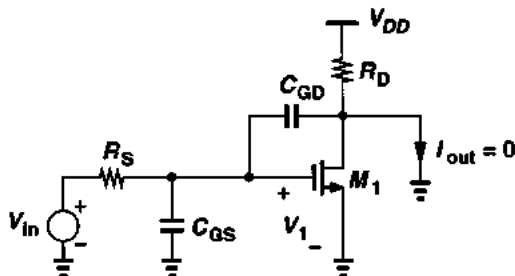 V_DD
R_D
C_GD
R_S
I_out = 0
+
M_1
+
V_in
–
C_GS
V_1
–